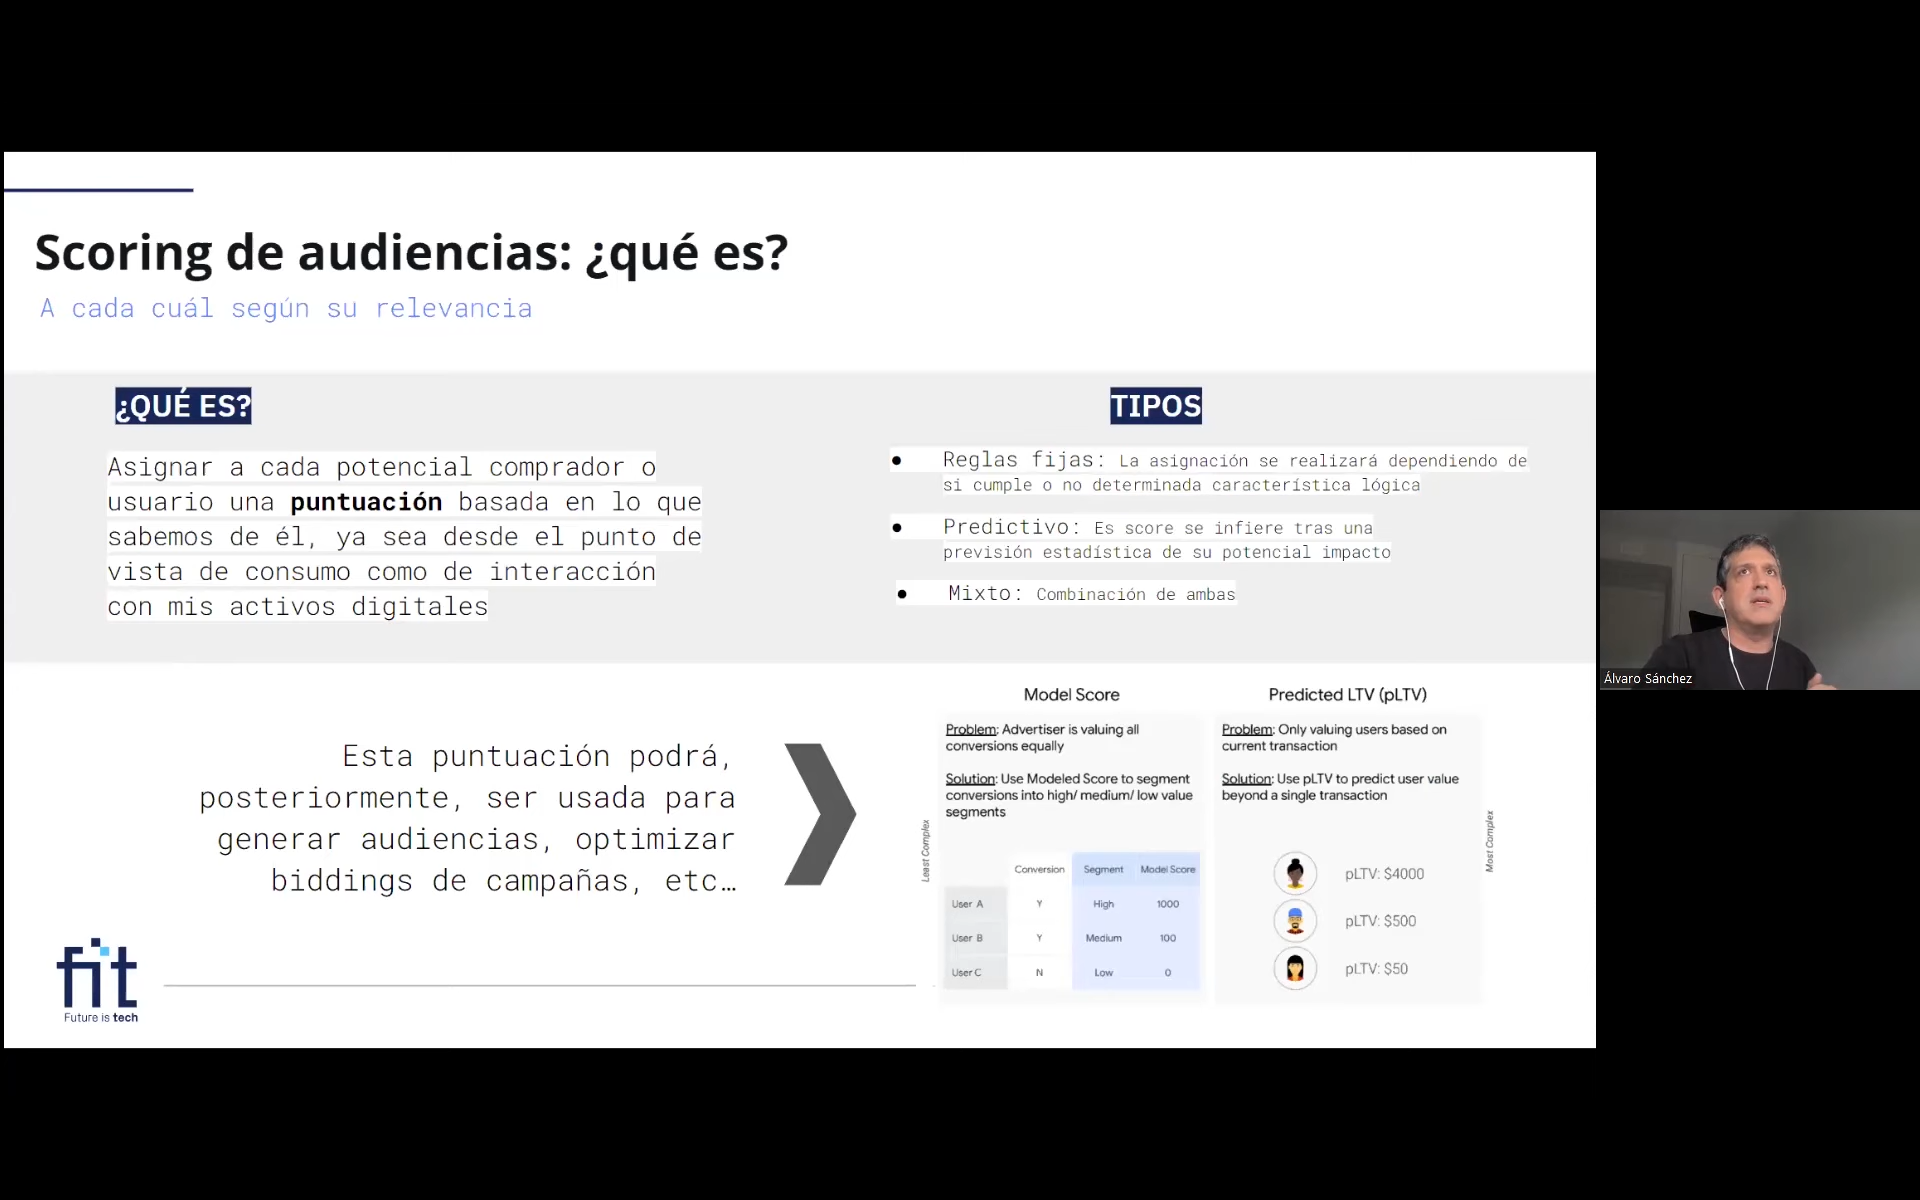 Scoring de audiencias: ¿qué es?
A cada cuál según su relevancia
¿QUÉ ES?
Asignar a cada potencial comprador o
usuario una puntuación basada en lo que
sabemos de él, ya sea desde el punto de
vista de consumo como de interacción
con mis activos digitales
TIPOS
● Reglas fijas: La asignación se realizará dependiendo de
si cumple o no determinada característica lógica
● Predictivo: Es score se infiere tras una
previsión estadística de su potencial impacto
● Mixto: Combinación de ambas
Esta puntuación podrá,
posteriormente, ser usada para
generar audiencias, optimizar
biddings de campañas, etc…
Least Complex
Model Score
Problem: Advertiser is valuing all
conversions equally
Solution: Use Modeled Score to segment
conversions into high/ medium/ low value
segments
Conversion Segment Model Score
User A Y High 1000
User B Y Medium 100
User C N Low 0
Predicted LTV (pLTV)
Problem: Only valuing users based on
current transaction
Solution: Use pLTV to predict user value
beyond a single transaction
pLTV: $4000
pLTV: $500
pLTV: $50
Most Complex
fit
Future is tech
Álvaro Sánchez